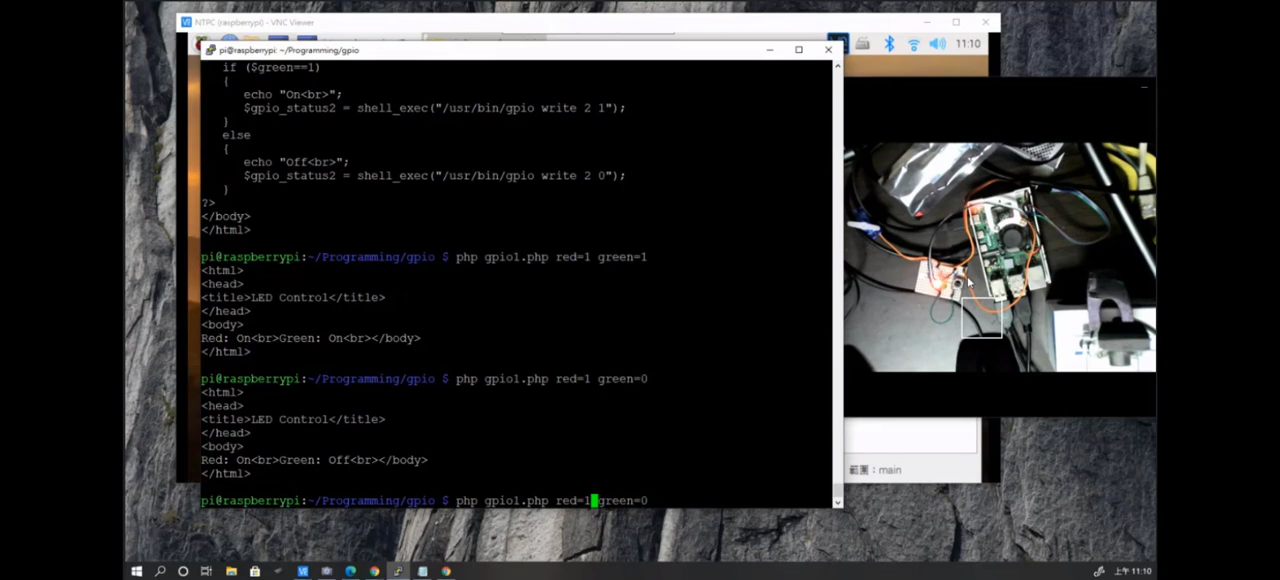 NTPC (raspberrypi) - VNC Viewer
pi@raspberrypi: ~/Programming/gpio
11:10
if ($green==1)
{
echo "On<br>";
$gpio_status2 = shell_exec("/usr/bin/gpio write 2 1");
}
else
{
echo "Off<br>";
$gpio_status2 = shell_exec("/usr/bin/gpio write 2 0");
}
?>
</body>
</html>
pi@raspberrypi:~/Programming/gpio $ php gpio1.php red=1 green=1
<html>
<head>
<title>LED Control</title>
</head>
<body>
Red: On<br>Green: On<br></body>
</html>
pi@raspberrypi:~/Programming/gpio $ php gpio1.php red=1 green=0
<html>
<head>
<title>LED Control</title>
</head>
<body>
Red: On<br>Green: Off<br></body>
</html>
pi@raspberrypi:~/Programming/gpio $ php gpio1.php red=1 green=0
範圍：main
上午 11:10